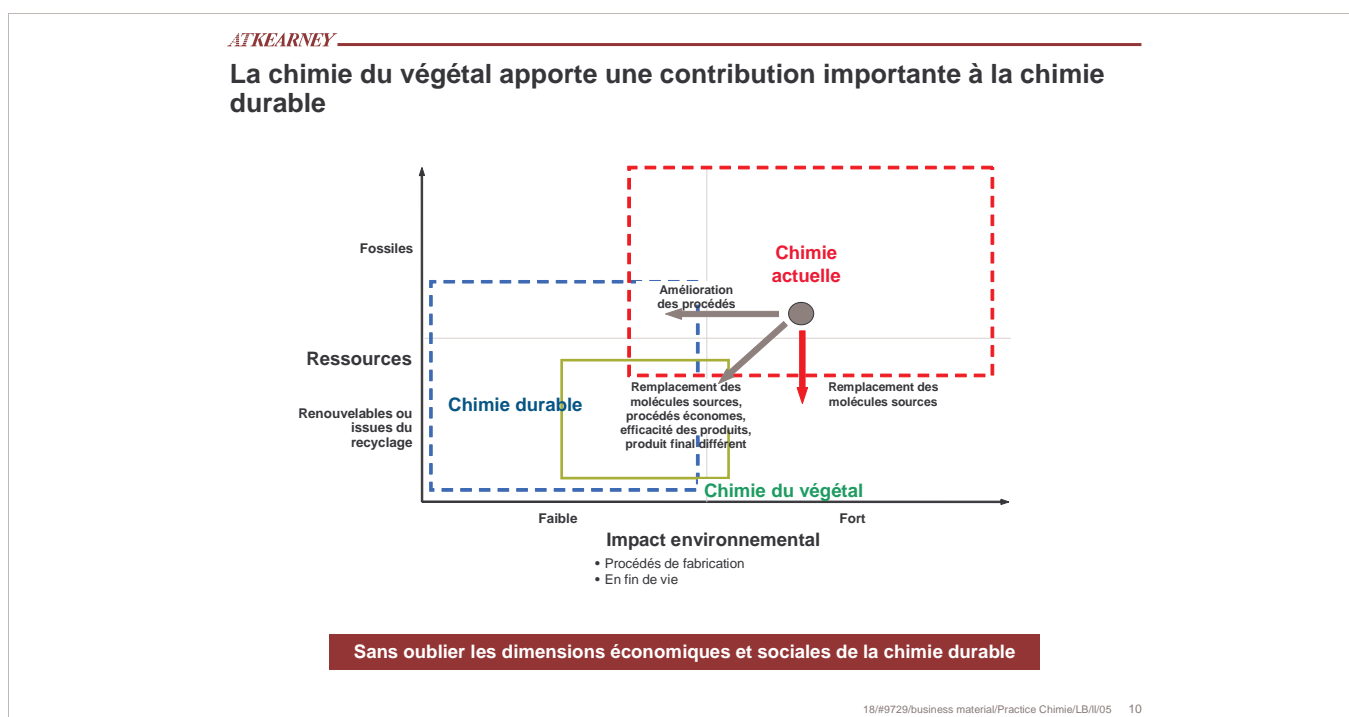 ATKEARNEY
La chimie du végétal apporte une contribution importante à la chimie
durable
Fossiles
Chimie
actuelle
Amélioration
des procédés
Ressources
Renouvelables ou
issues du
recyclage
Chimie durable
Remplacement des
molécules sources,
procédés économes,
efficacité des produits,
produit final différent
Remplacement des
molécules sources
Chimie du végétal
Faible
Fort
Impact environnemental
• Procédés de fabrication
• En fin de vie
Sans oublier les dimensions économiques et sociales de la chimie durable
18/#9729/business material/Practice Chimie/LB/II/05 10